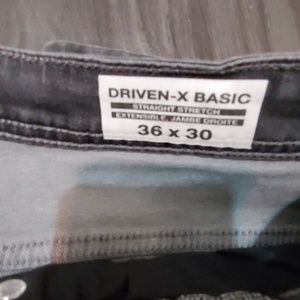 DRIVEN-X BASIC
STRAIGHT STRETCH
EXTENSIBLE, JAMBE DROITE
36 x 30